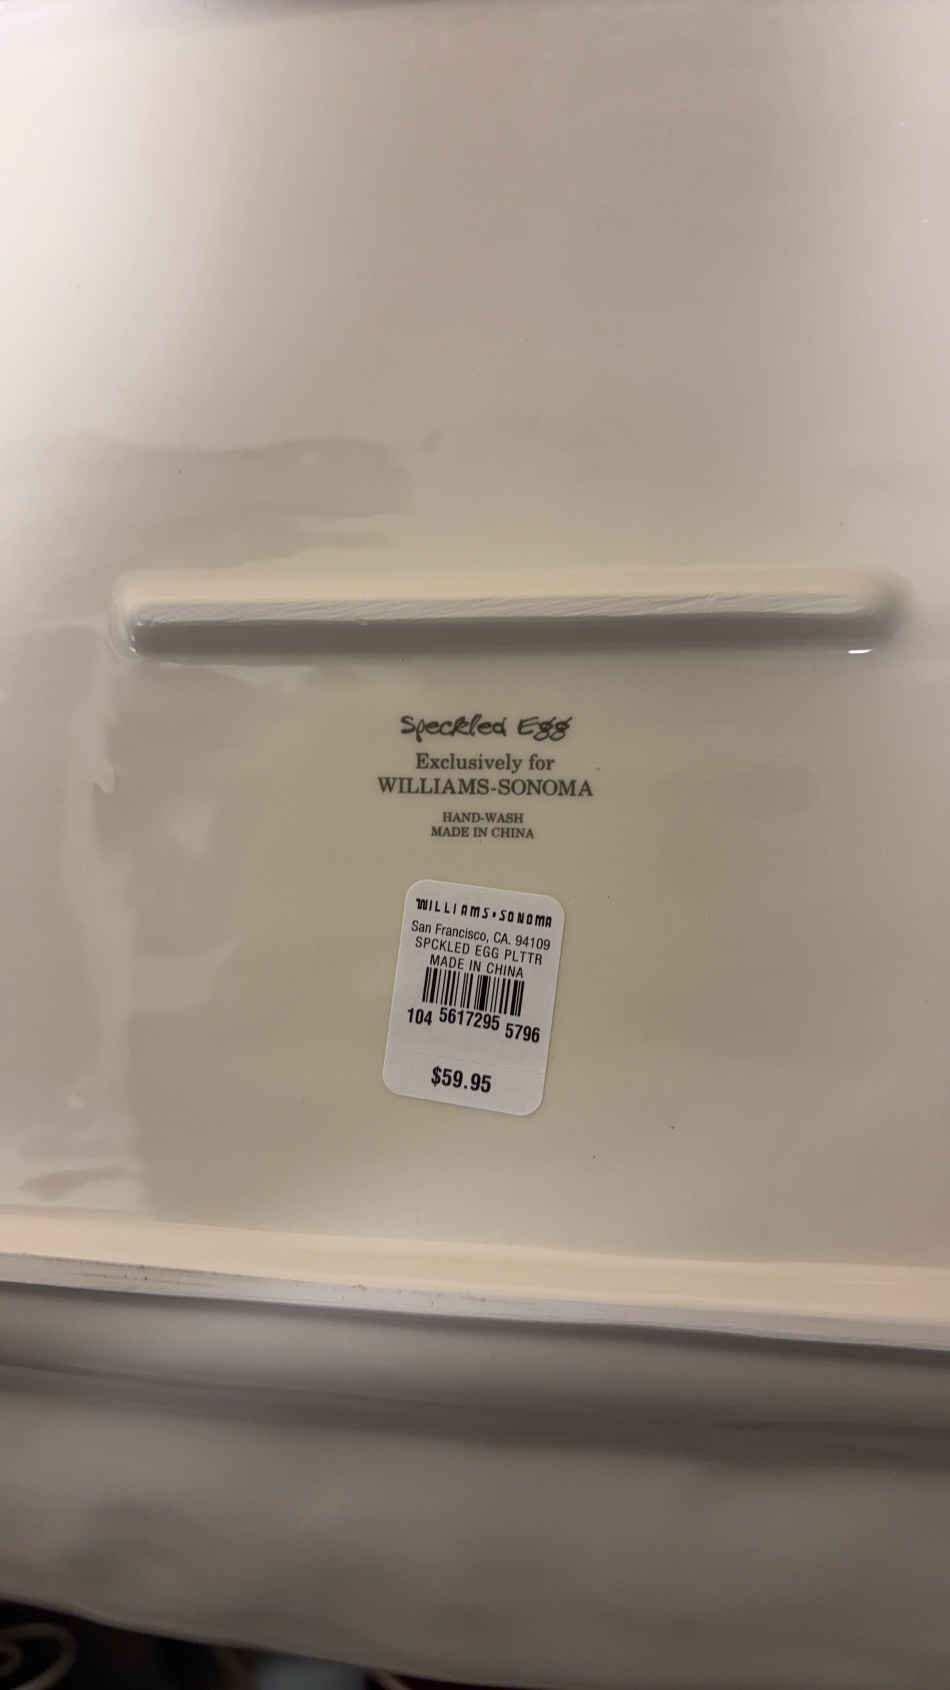 Speckled Egg
Exclusively for
WILLIAMS-SONOMA
HAND-WASH
MADE IN CHINA
WILLIAMS-SONOMA
San Francisco, CA. 94109
SPCKLED EGG PLTTR
MADE IN CHINA
104 5617295 5796
$59.95